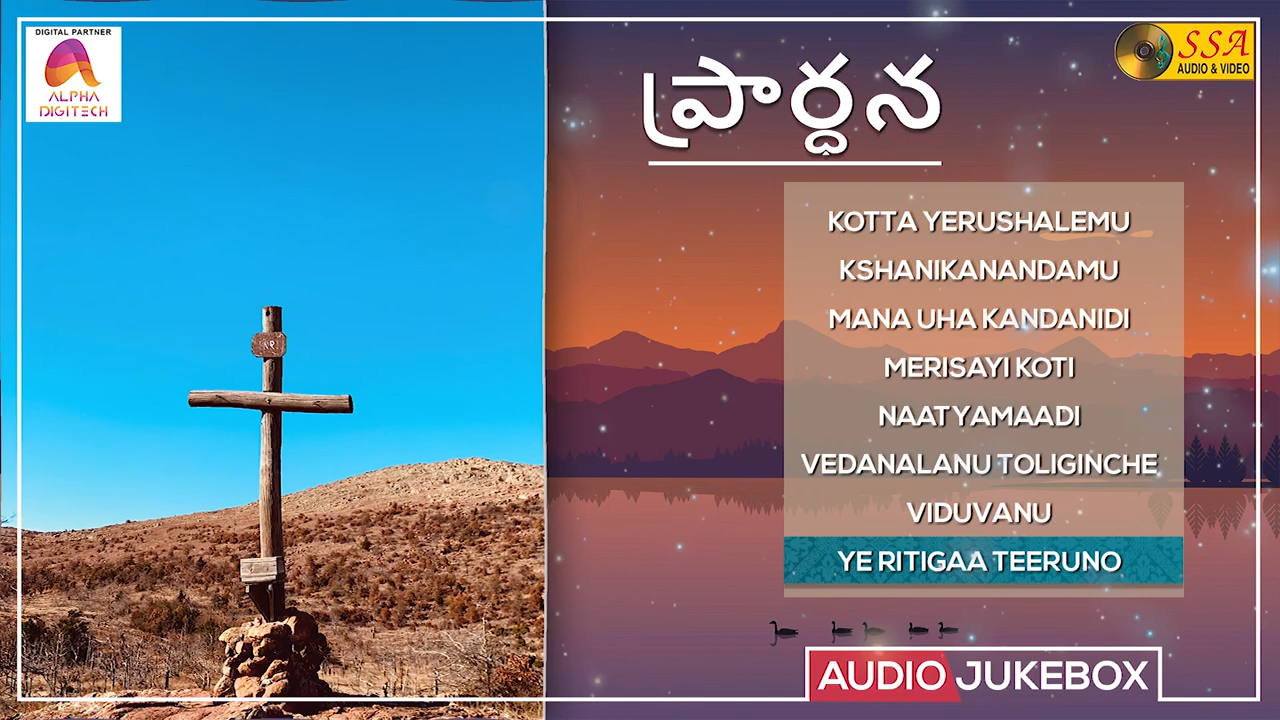 DIGITAL PARTNER
ALPHA
DIGITECH
SSA
AUDIO & VIDEO
ప్రార్ధన
KOTTA YERUSHALEMU
KSHANIKANANDAMU
MANA UHA KANDANIDI
MERISAYI KOTI
NAATYAMAADI
VEDANALANU TOLIGINCHE
VIDUVANU
YE RITIGAA TEERUNO
AUDIO JUKEBOX